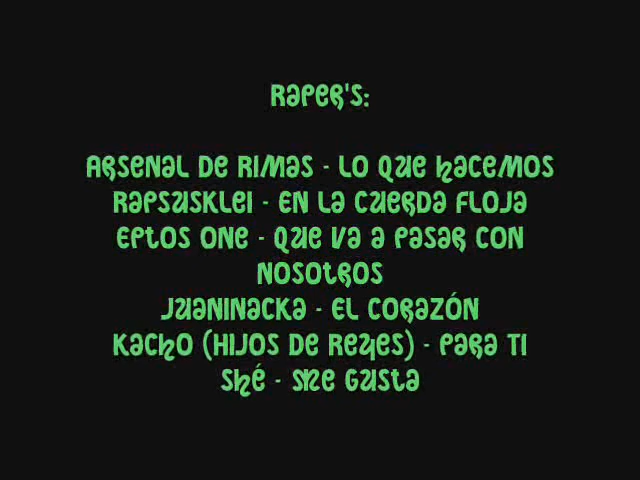 Raper's:
Arsenal de Rimas - Lo que hacemos
Rapsusklei - En la cuerda floja
Eptos One - Que va a pasar con
nosotros
Juaninacka - El corazón
Kacho (Hijos de Reyes) - Para ti
Shé - Me gusta